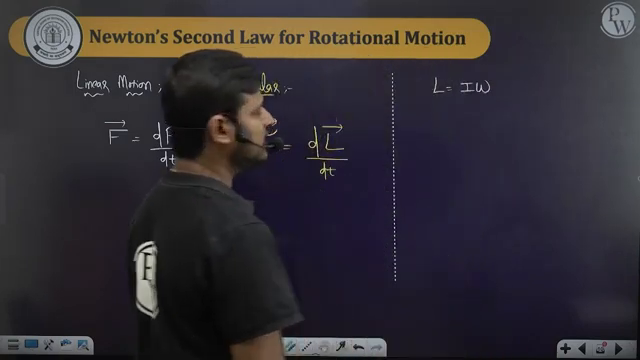 Newton's Second Law for Rotational Motion
Linear Motion :
F = dP/dt
= dL/dt
L = Iω
P
W